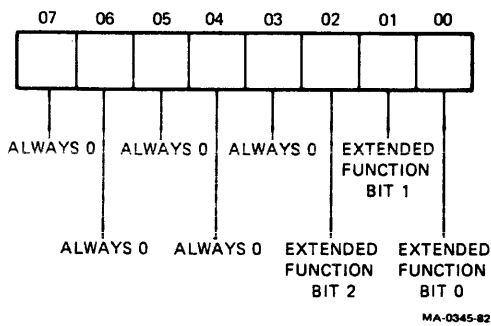 07 06 05 04 03 02 01 00
ALWAYS 0 ALWAYS 0 ALWAYS 0 EXTENDED
FUNCTION
BIT 1
ALWAYS 0 ALWAYS 0 EXTENDED EXTENDED
FUNCTION FUNCTION
BIT 2 BIT 0
MA-0345-82